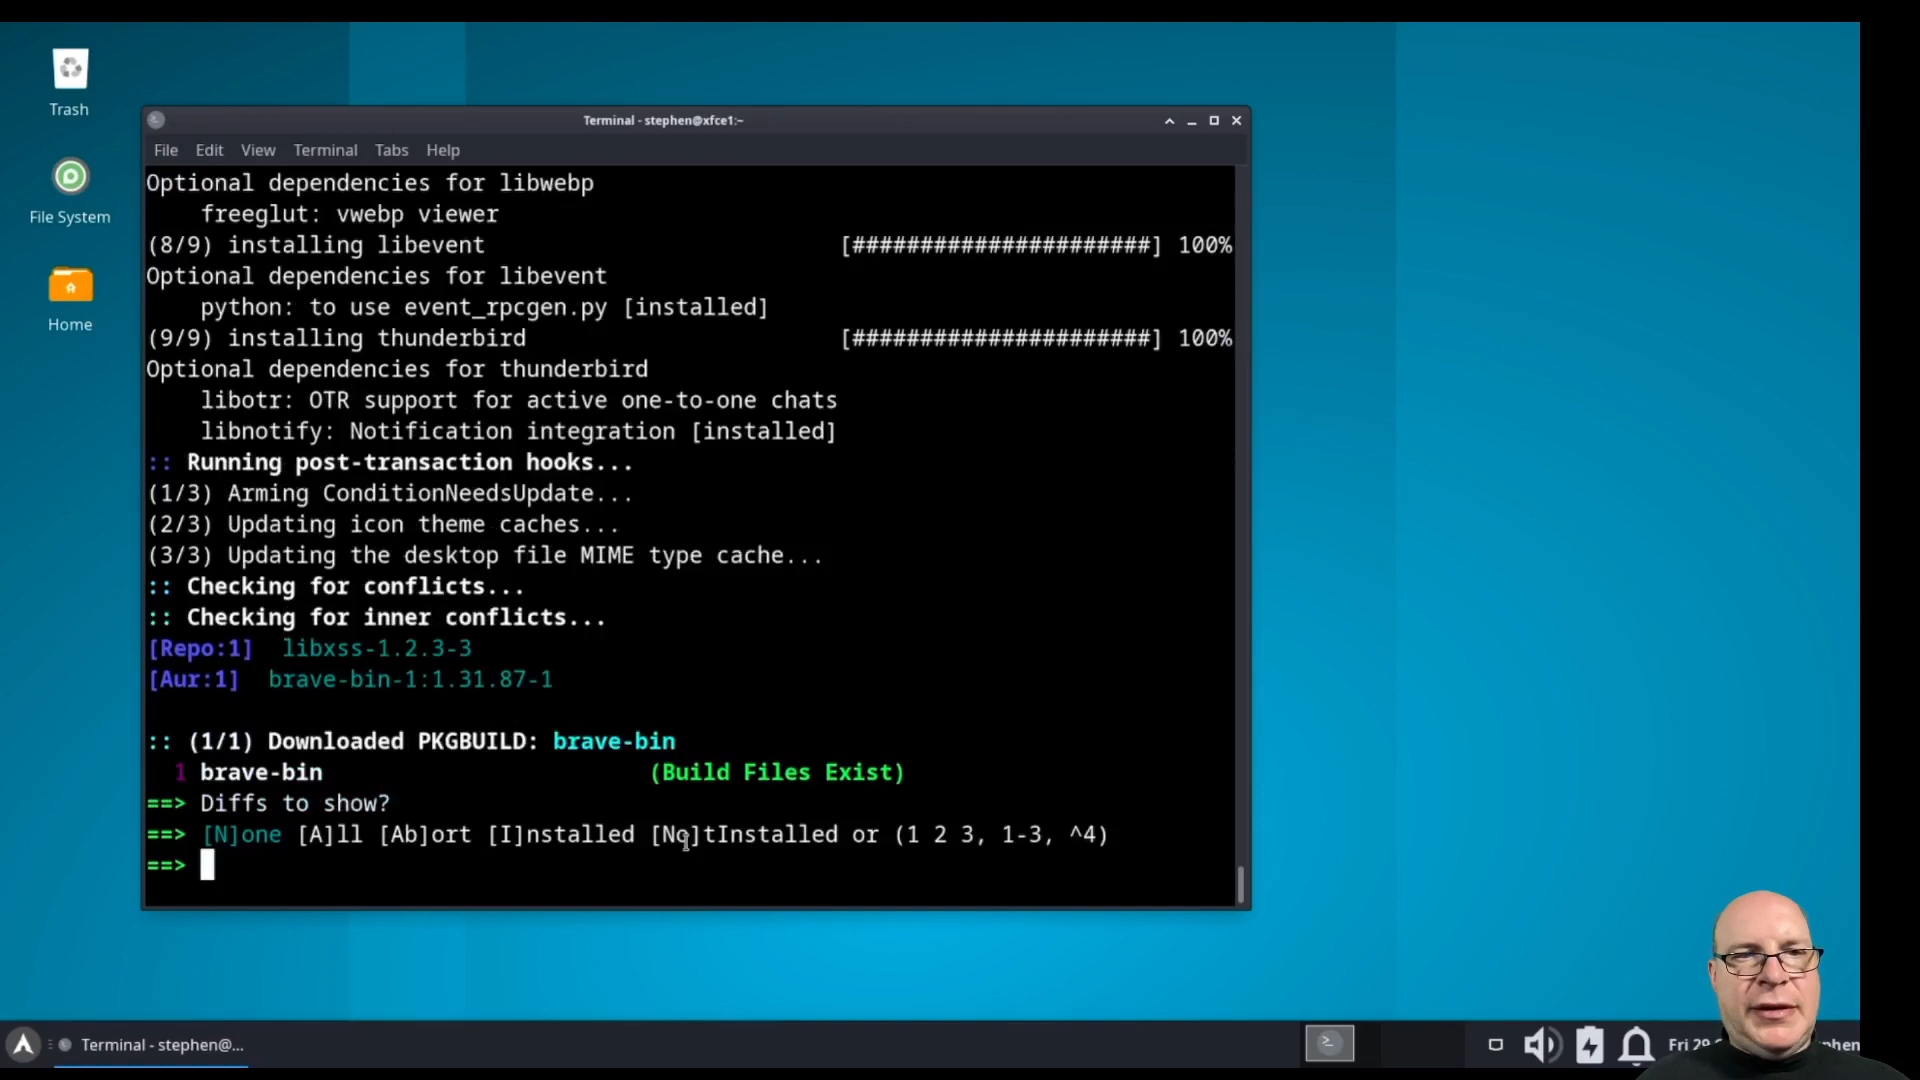 Trash
File System
Home
Terminal - stephen@xfce1:~
File Edit View Terminal Tabs Help
Optional dependencies for libwebp
freeglut: vwebp viewer
(8/9) installing libevent [######################] 100%
Optional dependencies for libevent
python: to use event_rpcgen.py [installed]
(9/9) installing thunderbird [######################] 100%
Optional dependencies for thunderbird
libotr: OTR support for active one-to-one chats
libnotify: Notification integration [installed]
:: Running post-transaction hooks...
(1/3) Arming ConditionNeedsUpdate...
(2/3) Updating icon theme caches...
(3/3) Updating the desktop file MIME type cache...
:: Checking for conflicts...
:: Checking for inner conflicts...
[Repo:1] libxss-1.2.3-3
[Aur:1] brave-bin-1:1.31.87-1
:: (1/1) Downloaded PKGBUILD: brave-bin
1 brave-bin (Build Files Exist)
==> Diffs to show?
==> [N]one [A]ll [Ab]ort [I]nstalled [No]tInstalled or (1 2 3, 1-3, ^4)
==>
Terminal - stephen@...
Fri 29